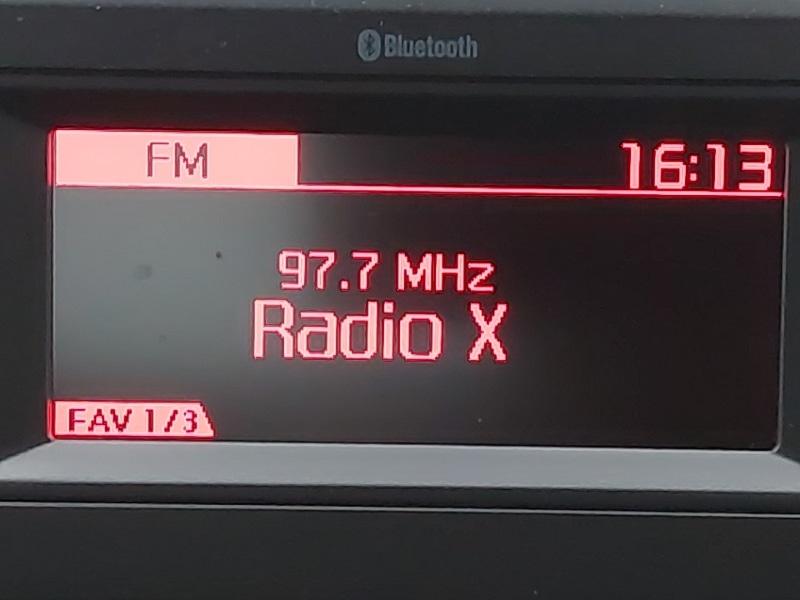 Bluetooth
FM
16:13
97.7 MHz
Radio X
FAV 1/3